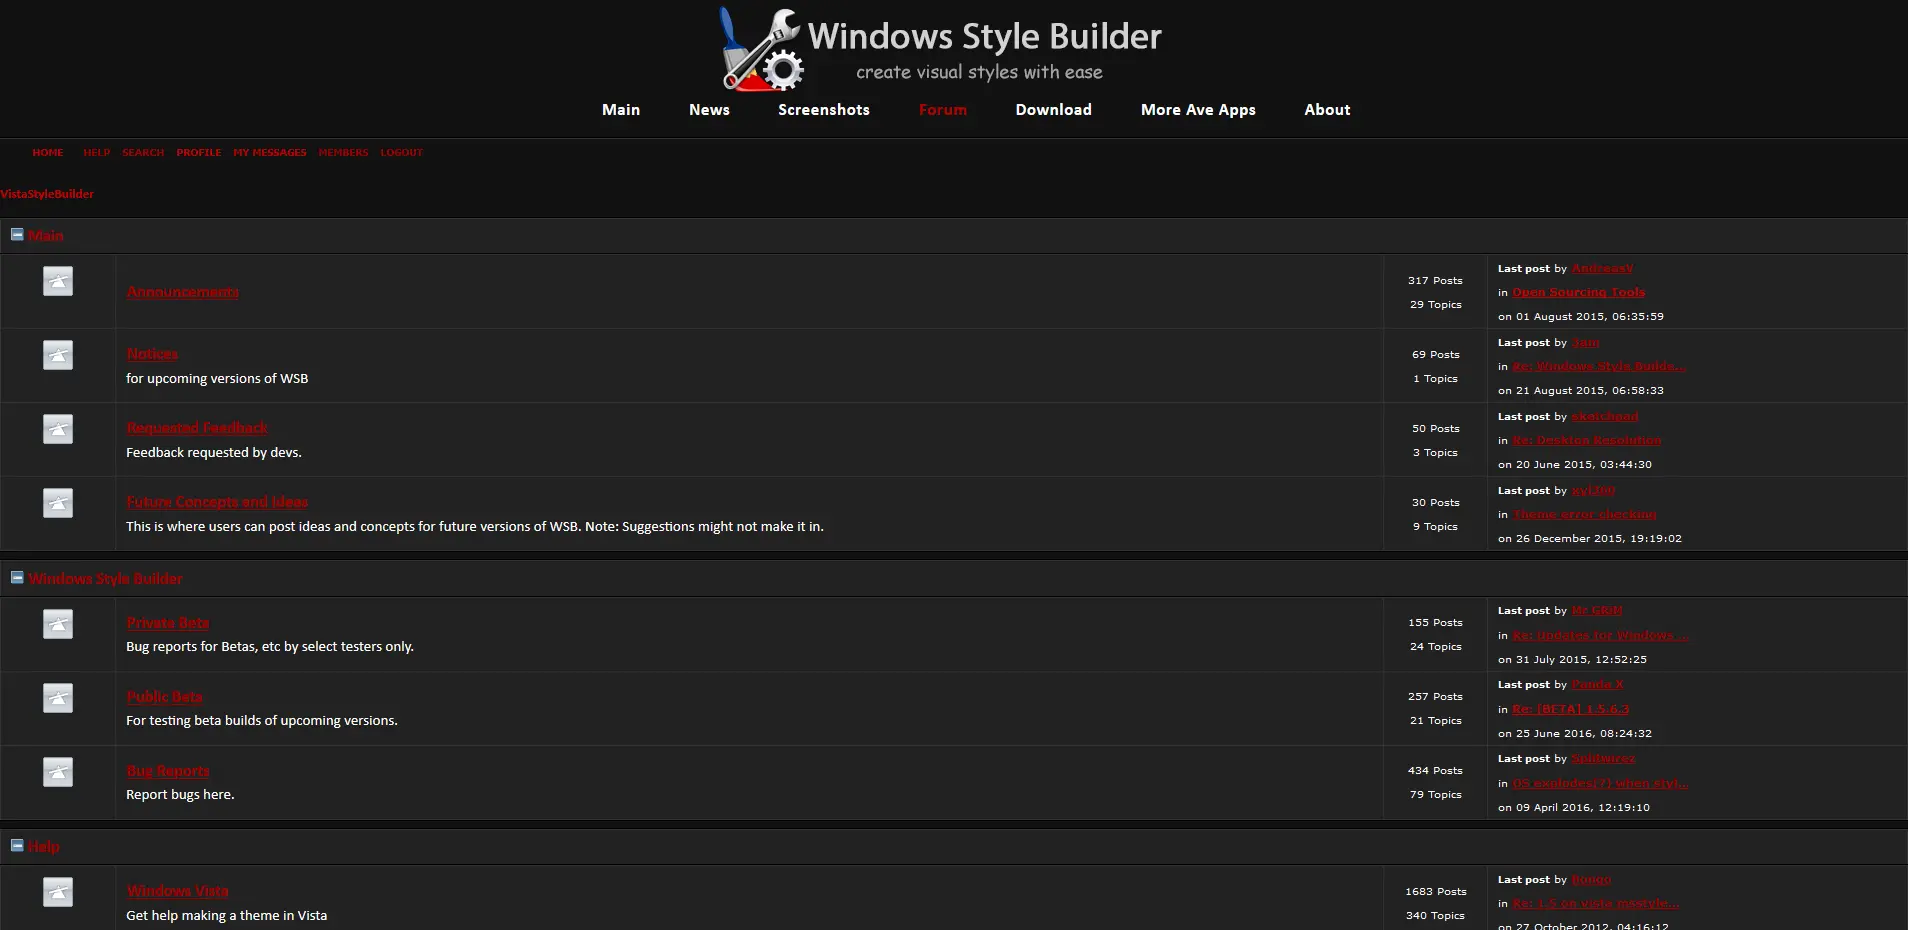 Windows Style Builder
create visual styles with ease
Main News Screenshots Forum Download More Ave Apps About
HOME HELP SEARCH PROFILE MY MESSAGES MEMBERS LOGOUT
VistaStyleBuilder
Main
Announcements
317 Posts
29 Topics
Last post by AndreasV
in Open Sourcing Tools
on 01 August 2015, 06:35:59
Notices
for upcoming versions of WSB
69 Posts
1 Topics
Last post by
in Re: Windows Style Builde...
on 21 August 2015, 06:58:33
Requested Feedback
Feedback requested by devs.
50 Posts
3 Topics
Last post by
in Re: Desktop Resolution
on 20 June 2015, 03:44:30
Future Concepts and Ideas
This is where users can post ideas and concepts for future versions of WSB. Note: Suggestions might not make it in.
30 Posts
9 Topics
Last post by
in Theme error checking
on 26 December 2015, 19:19:02
Windows Style Builder
Private Beta
Bug reports for Betas, etc by select testers only.
155 Posts
24 Topics
Last post by Mr GRiM
in Re: Updates for Windows ...
on 31 July 2015, 12:52:25
Public Beta
For testing beta builds of upcoming versions.
257 Posts
21 Topics
Last post by Panda X
in Re: [BETA] 1.5.6.3
on 25 June 2016, 08:24:32
Bug Reports
Report bugs here.
434 Posts
79 Topics
Last post by Splitwirez
in OS explodes(?) when styl...
on 09 April 2016, 12:19:10
Help
Windows Vista
Get help making a theme in Vista
1683 Posts
340 Topics
Last post by
in Re: 1.5 on vista msstyle...
on 27 October 2012, 04:16:12